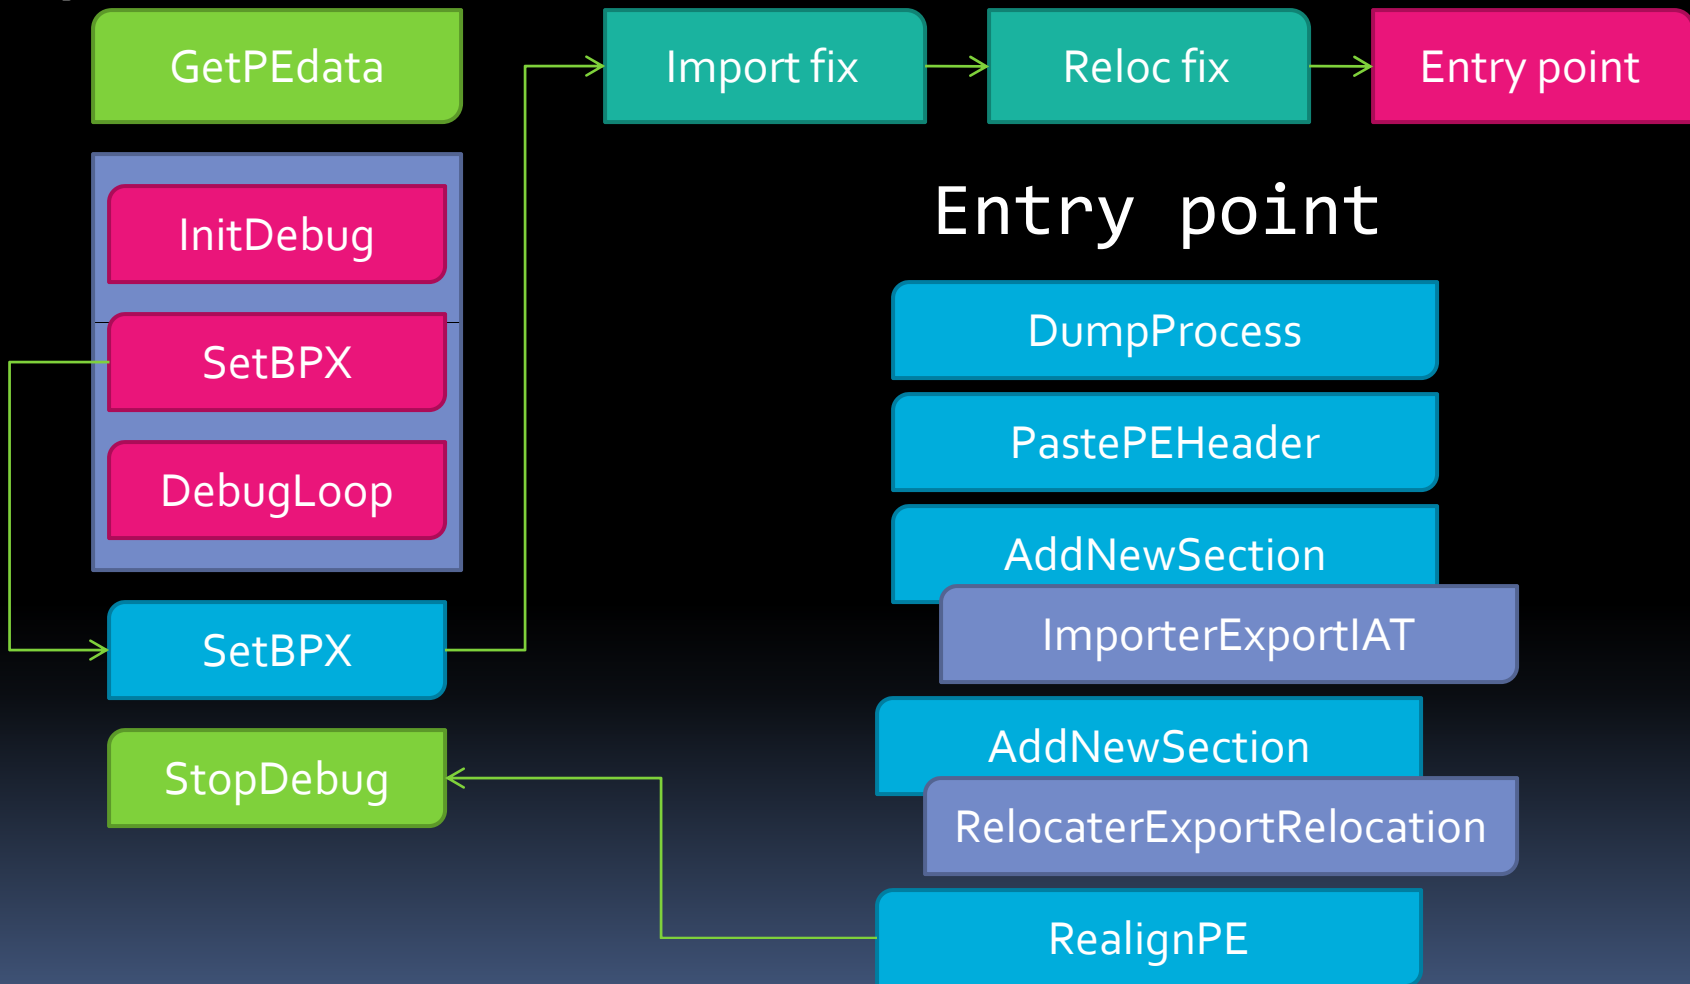 GetPEdata
Import fix
Reloc fix
Entry point
InitDebug
SetBPX
DebugLoop
SetBPX
StopDebug
Entry point
DumpProcess
PastePEHeader
AddNewSection
ImporterExportIAT
AddNewSection
RelocaterExportRelocation
RealignPE